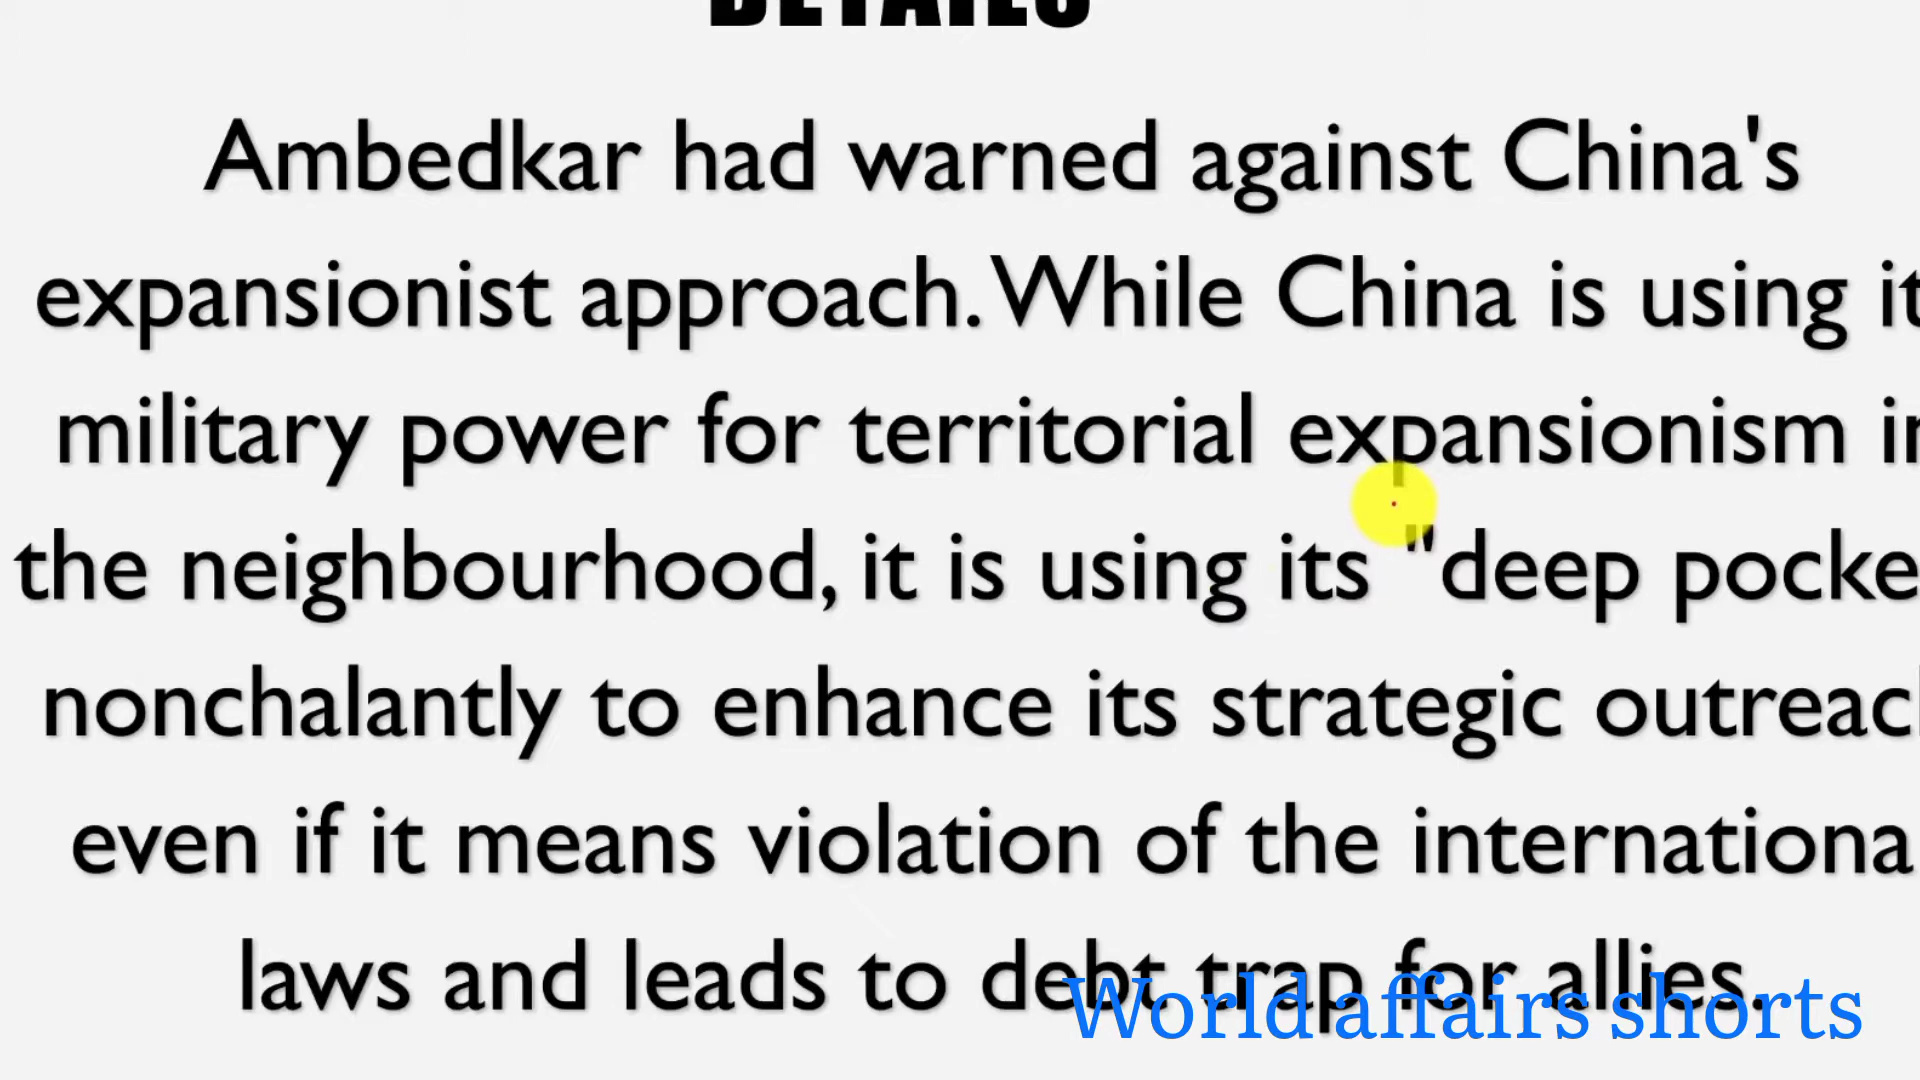 DETAILS
Ambedkar had warned against China's
expansionist approach. While China is using it
military power for territorial expansionism in
the neighbourhood, it is using its "deep pocke
nonchalantly to enhance its strategic outreach
even if it means violation of the internationa
laws and leads to debt trap for allies.
World affairs shorts